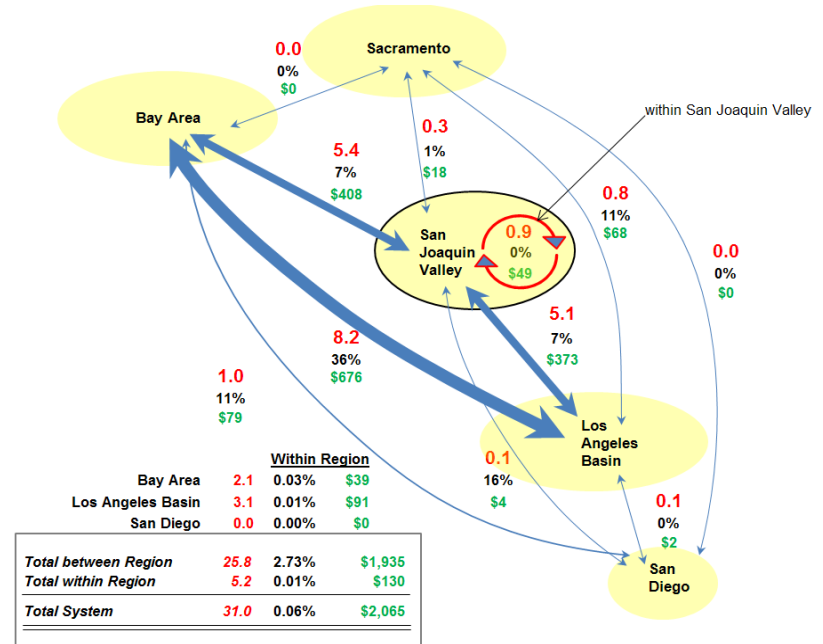 Sacramento
0.0
0%
$0
Bay Area
within San Joaquin Valley
0.3
1%
$18
5.4
7%
$408
0.8
11%
$68
San
Joaquin
Valley
0.9
0%
$49
0.0
0%
$0
5.1
7%
$373
8.2
36%
$676
1.0
11%
$79
Los
Angeles
Basin
0.1
16%
$4
0.1
0%
$2
San
Diego
Within Region
Bay Area 2.1 0.03% $39
Los Angeles Basin 3.1 0.01% $91
San Diego 0.0 0.00% $0
Total between Region 25.8 2.73% $1,935
Total within Region 5.2 0.01% $130
Total System 31.0 0.06% $2,065